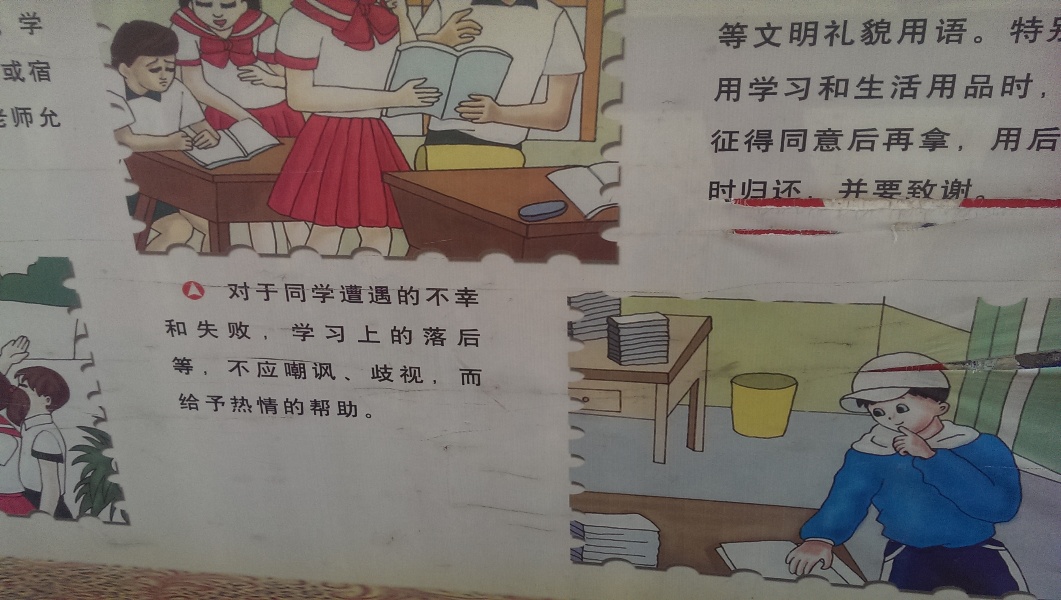 学
或宿
老师允
对于同学遭遇的不幸
和失败，学习上的落后
等，不应嘲讽、歧视，而
给予热情的帮助。
等文明礼貌用语。特别
用学习和生活用品时，
征得同意后再拿，用后
时归还，并要致谢。